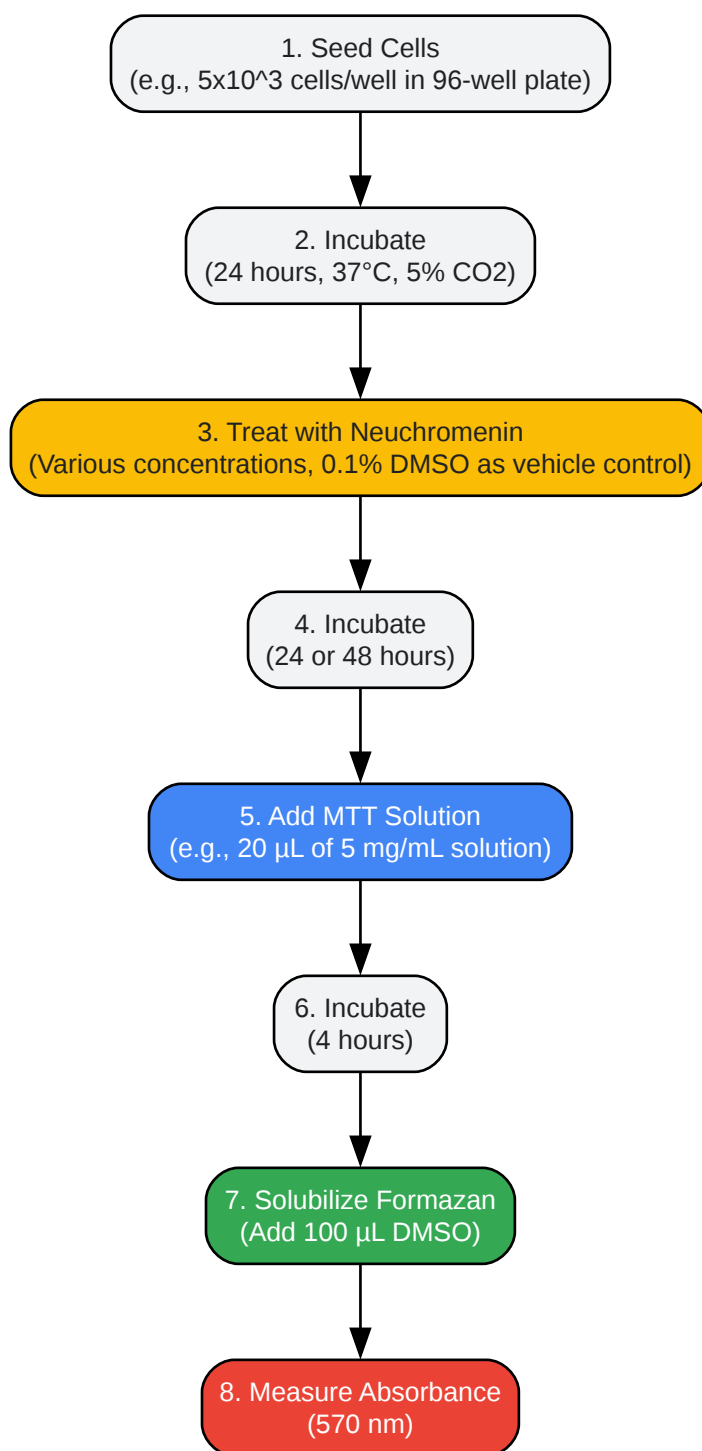 1. Seed Cells
(e.g., 5x10^3 cells/well in 96-well plate)
2. Incubate
(24 hours, 37°C, 5% CO2)
3. Treat with Neuchromenin
(Various concentrations, 0.1% DMSO as vehicle control)
4. Incubate
(24 or 48 hours)
5. Add MTT Solution
(e.g., 20 µL of 5 mg/mL solution)
6. Incubate
(4 hours)
7. Solubilize Formazan
(Add 100 µL DMSO)
8. Measure Absorbance
(570 nm)